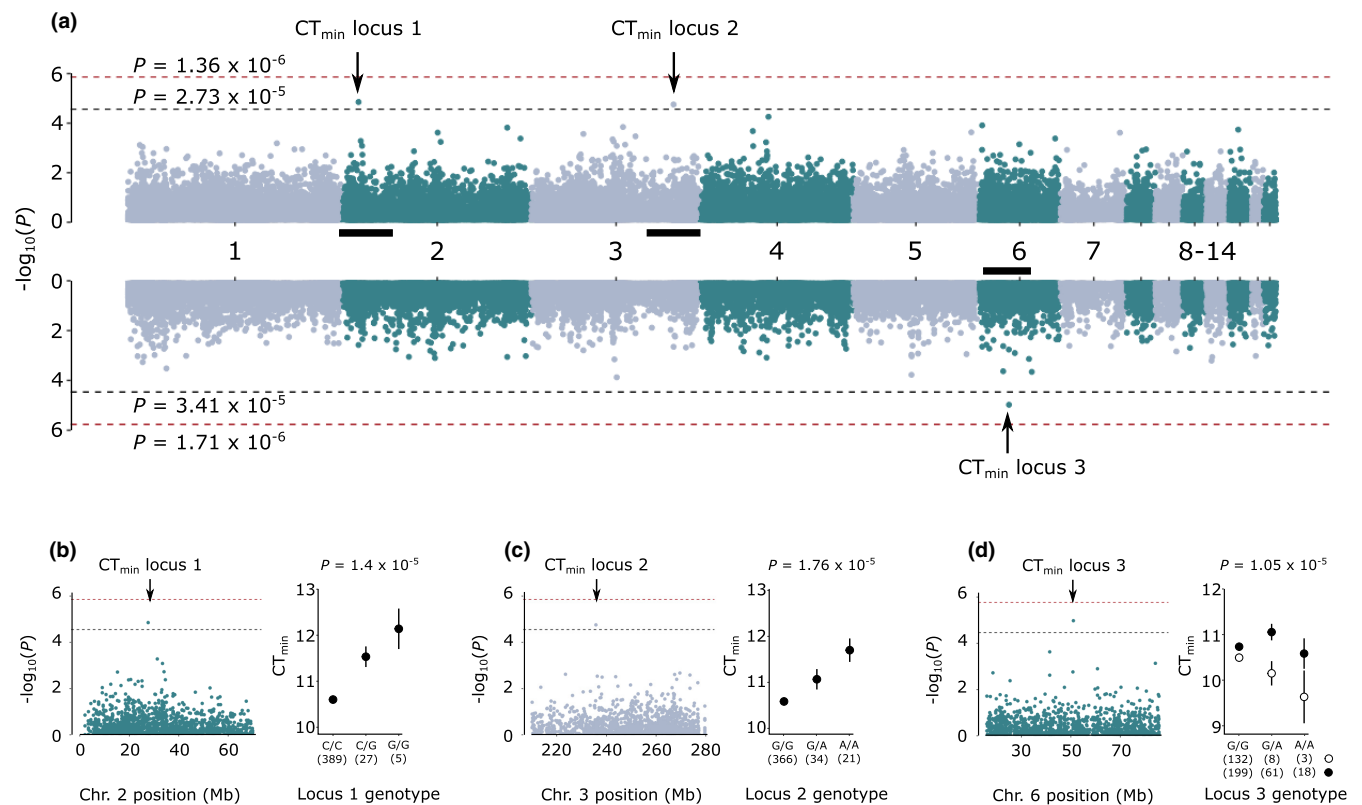 (a)
CTmin locus 1
CTmin locus 2
P = 1.36 x 10-6
P = 2.73 x 10-5
6
4
2
0
-log10(P)
1 2 3 4 5 6 7 8-14
0
2
4
6
P = 3.41 x 10-5
P = 1.71 x 10-6
CTmin locus 3
(b)
CTmin locus 1
6
4
2
0
-log10(P)
0 20 40 60
Chr. 2 position (Mb)
P = 1.4 x 10-5
13
12
11
10
CTmin
C/C C/G G/G
(389) (27) (5)
Locus 1 genotype
(c)
CTmin locus 2
6
4
2
0
-log10(P)
220 240 260 280
Chr. 3 position (Mb)
P = 1.76 x 10-5
13
12
11
10
CTmin
G/G G/A A/A
(366) (34) (21)
Locus 2 genotype
(d)
CTmin locus 3
6
4
2
0
-log10(P)
30 50 70
Chr. 6 position (Mb)
P = 1.05 x 10-5
12
11
10
9
CTmin
G/G G/A A/A
(132) (8) (3)
(199) (61) (18)
Locus 3 genotype